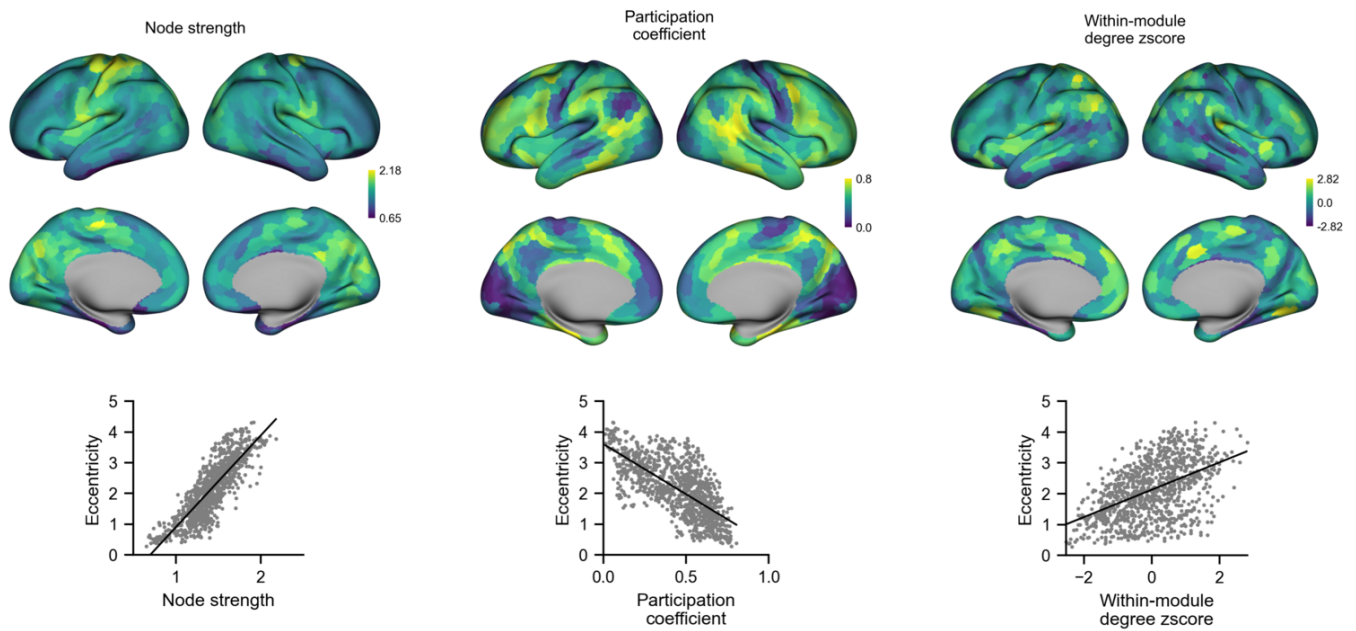 Node strength
2.18
0.65
Participation
coefficient
0.8
0.0
Within-module
degree zscore
2.82
0.0
-2.82
Eccentricity
5
4
3
2
1
0
1 2
Node strength
Eccentricity
5
4
3
2
1
0
0.0 0.5 1.0
Participation
coefficient
Eccentricity
5
4
3
2
1
0
−2 0 2
Within-module
degree zscore